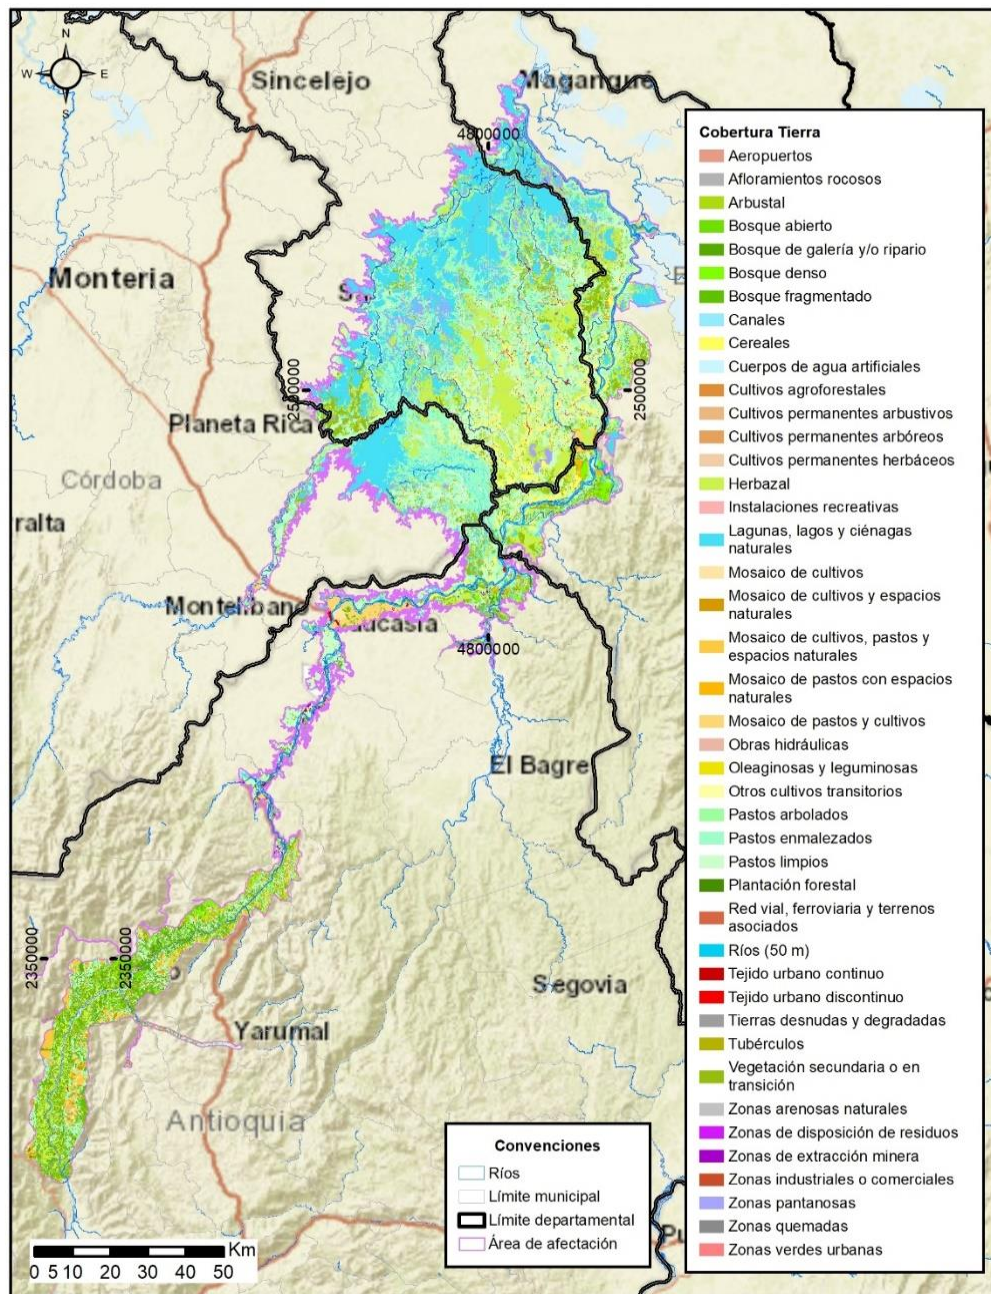 N
W
E
S
Sincelejo
Magangué
4800000
Monteria
2500000
2500000
Planeta Rica
Córdoba
ralta
4800000
El Bagre
2350000
2350000
Segovia
Yarumal
Antioquia
Cobertura Tierra
Aeropuertos
Afloramientos rocosos
Arbustal
Bosque abierto
Bosque de galería y/o ripario
Bosque denso
Bosque fragmentado
Canales
Cereales
Cuerpos de agua artificiales
Cultivos agroforestales
Cultivos permanentes arbustivos
Cultivos permanentes arbóreos
Cultivos permanentes herbáceos
Herbazal
Instalaciones recreativas
Lagunas, lagos y ciénagas
naturales
Mosaico de cultivos
Mosaico de cultivos y espacios
naturales
Mosaico de cultivos, pastos y
espacios naturales
Mosaico de pastos con espacios
naturales
Mosaico de pastos y cultivos
Obras hidráulicas
Oleaginosas y leguminosas
Otros cultivos transitorios
Pastos arbolados
Pastos enmalezados
Pastos limpios
Plantación forestal
Red vial, ferroviaria y terrenos
asociados
Ríos (50 m)
Tejido urbano continuo
Tejido urbano discontinuo
Tierras desnudas y degradadas
Tubérculos
Vegetación secundaria o en
transición
Zonas arenosas naturales
Zonas de disposición de residuos
Zonas de extracción minera
Zonas industriales o comerciales
Zonas pantanosas
Zonas quemadas
Zonas verdes urbanas
Convenciones
Ríos
Límite municipal
Límite departamental
Área de afectación
Km
0 5 10 20 30 40 50